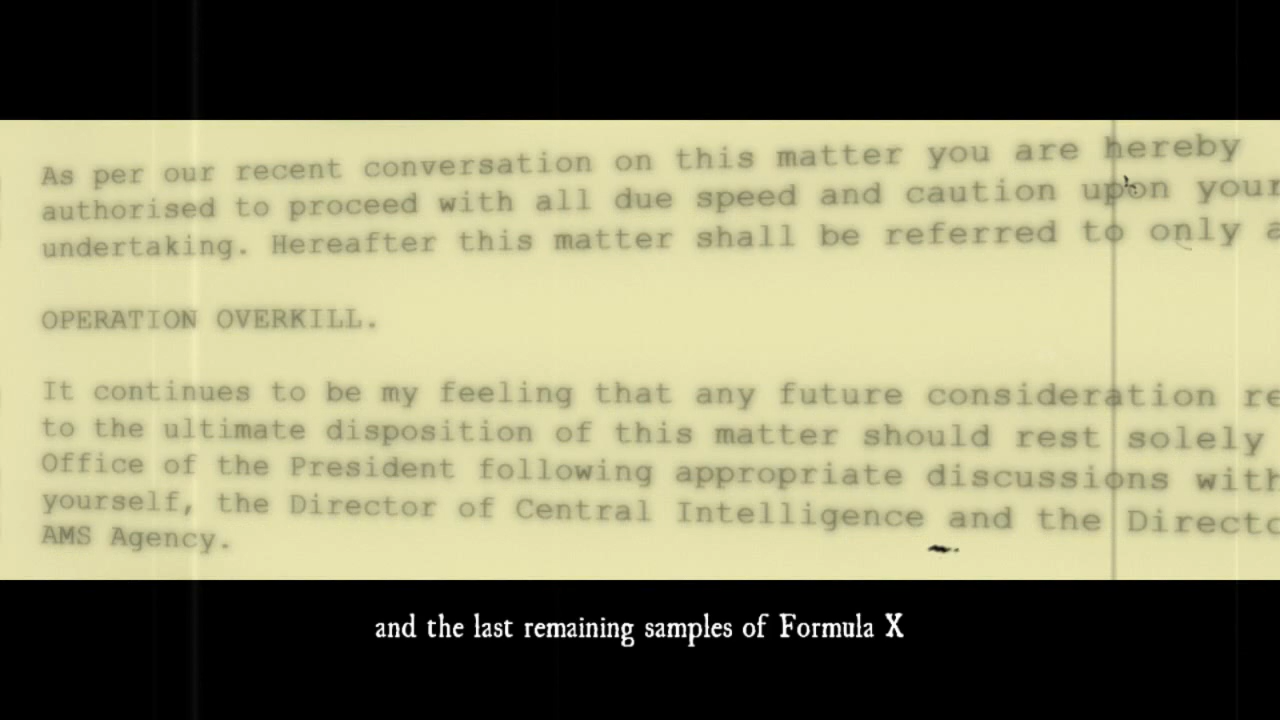 As per our recent conversation on this matter you are hereby
authorised to proceed with all due speed and caution upon your
undertaking. Hereafter this matter shall be referred to only
OPERATION OVERKILL.
It continues to be my feeling that any future consideration
to the ultimate disposition of this matter should rest solely
Office of the President following appropriate discussions with
yourself, the Director of Central Intelligence and the
AMS Agency.
and the last remaining samples of Formula X